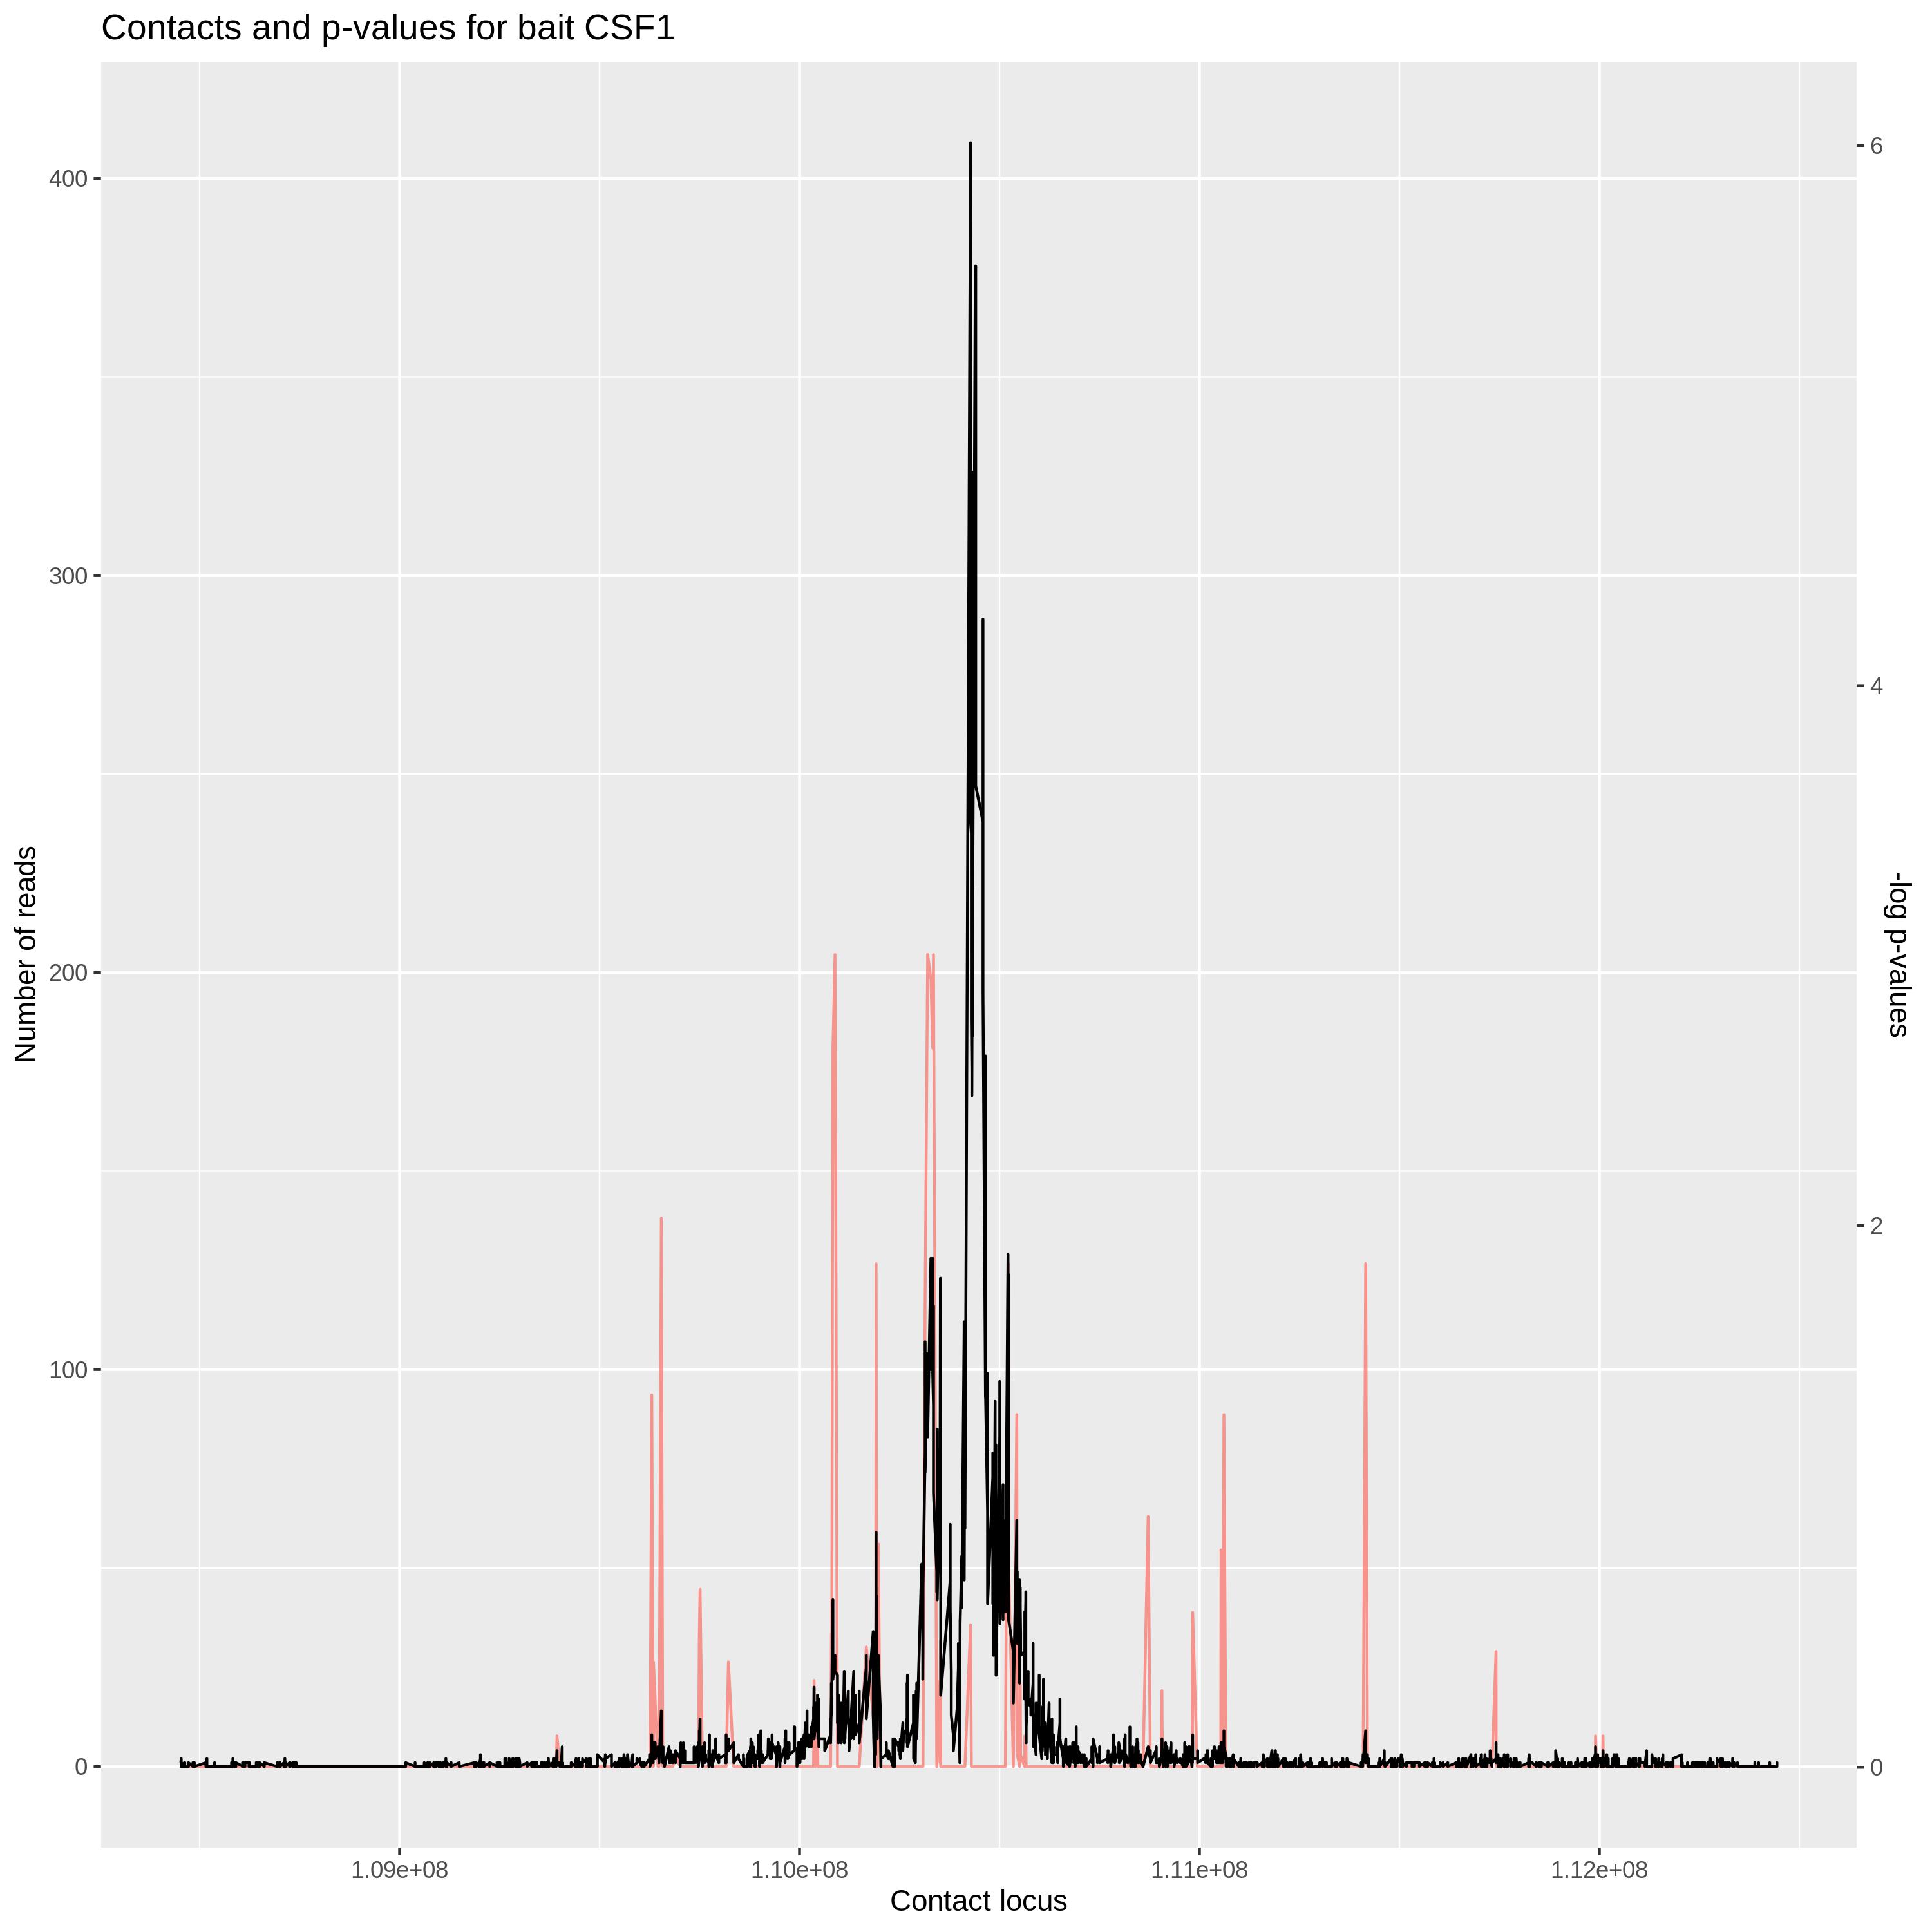 Contacts and p-values for bait CSF1
400
300
200
100
0
Number of reads
6
4
2
0
-log p-values
1.09e+08
1.10e+08
1.11e+08
1.12e+08
Contact locus